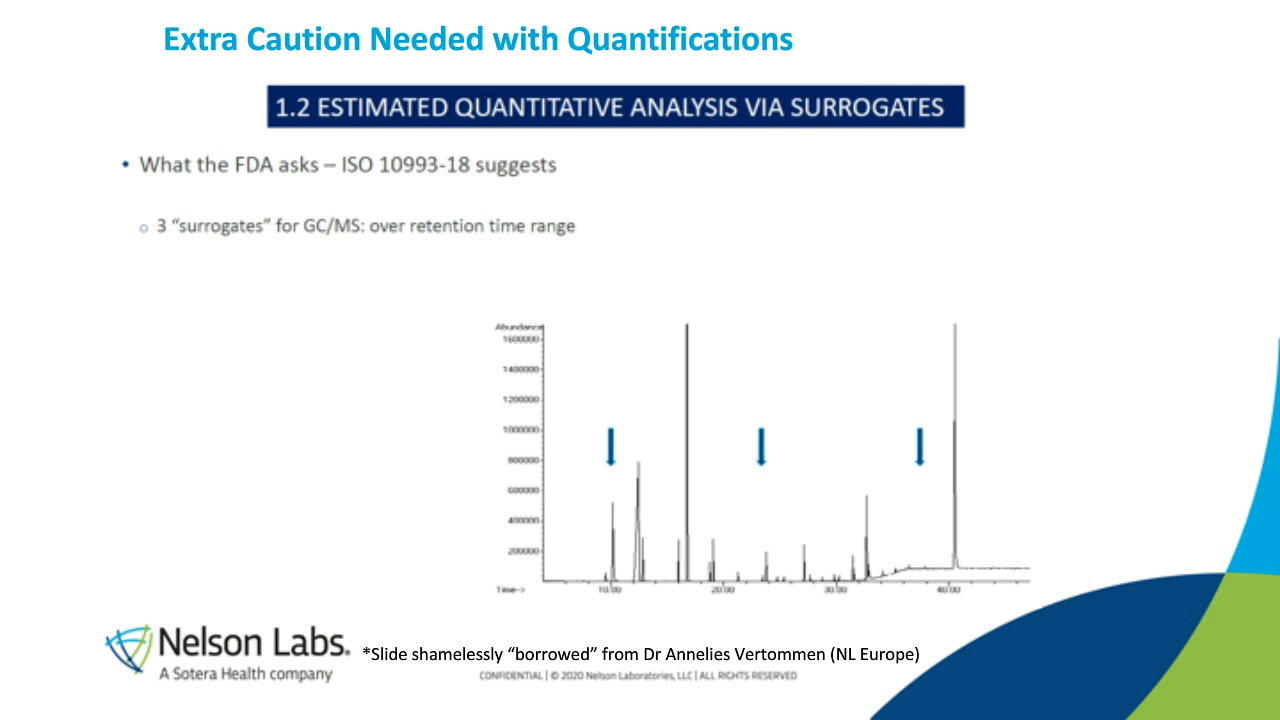 Extra Caution Needed with Quantifications
1.2 ESTIMATED QUANTITATIVE ANALYSIS VIA SURROGATES
• What the FDA asks – ISO 10993-18 suggests
o 3 “surrogates” for GC/MS: over retention time range
Abundance
1600000
1400000
1200000
1000000
800000
600000
400000
200000
Time-->
10.00 20.00 30.00 40.00
Nelson Labs.
A Sotera Health company
*Slide shamelessly “borrowed” from Dr Annelies Vertommen (NL Europe)
CONFIDENTIAL | © 2020 Nelson Laboratories, LLC | ALL RIGHTS RESERVED